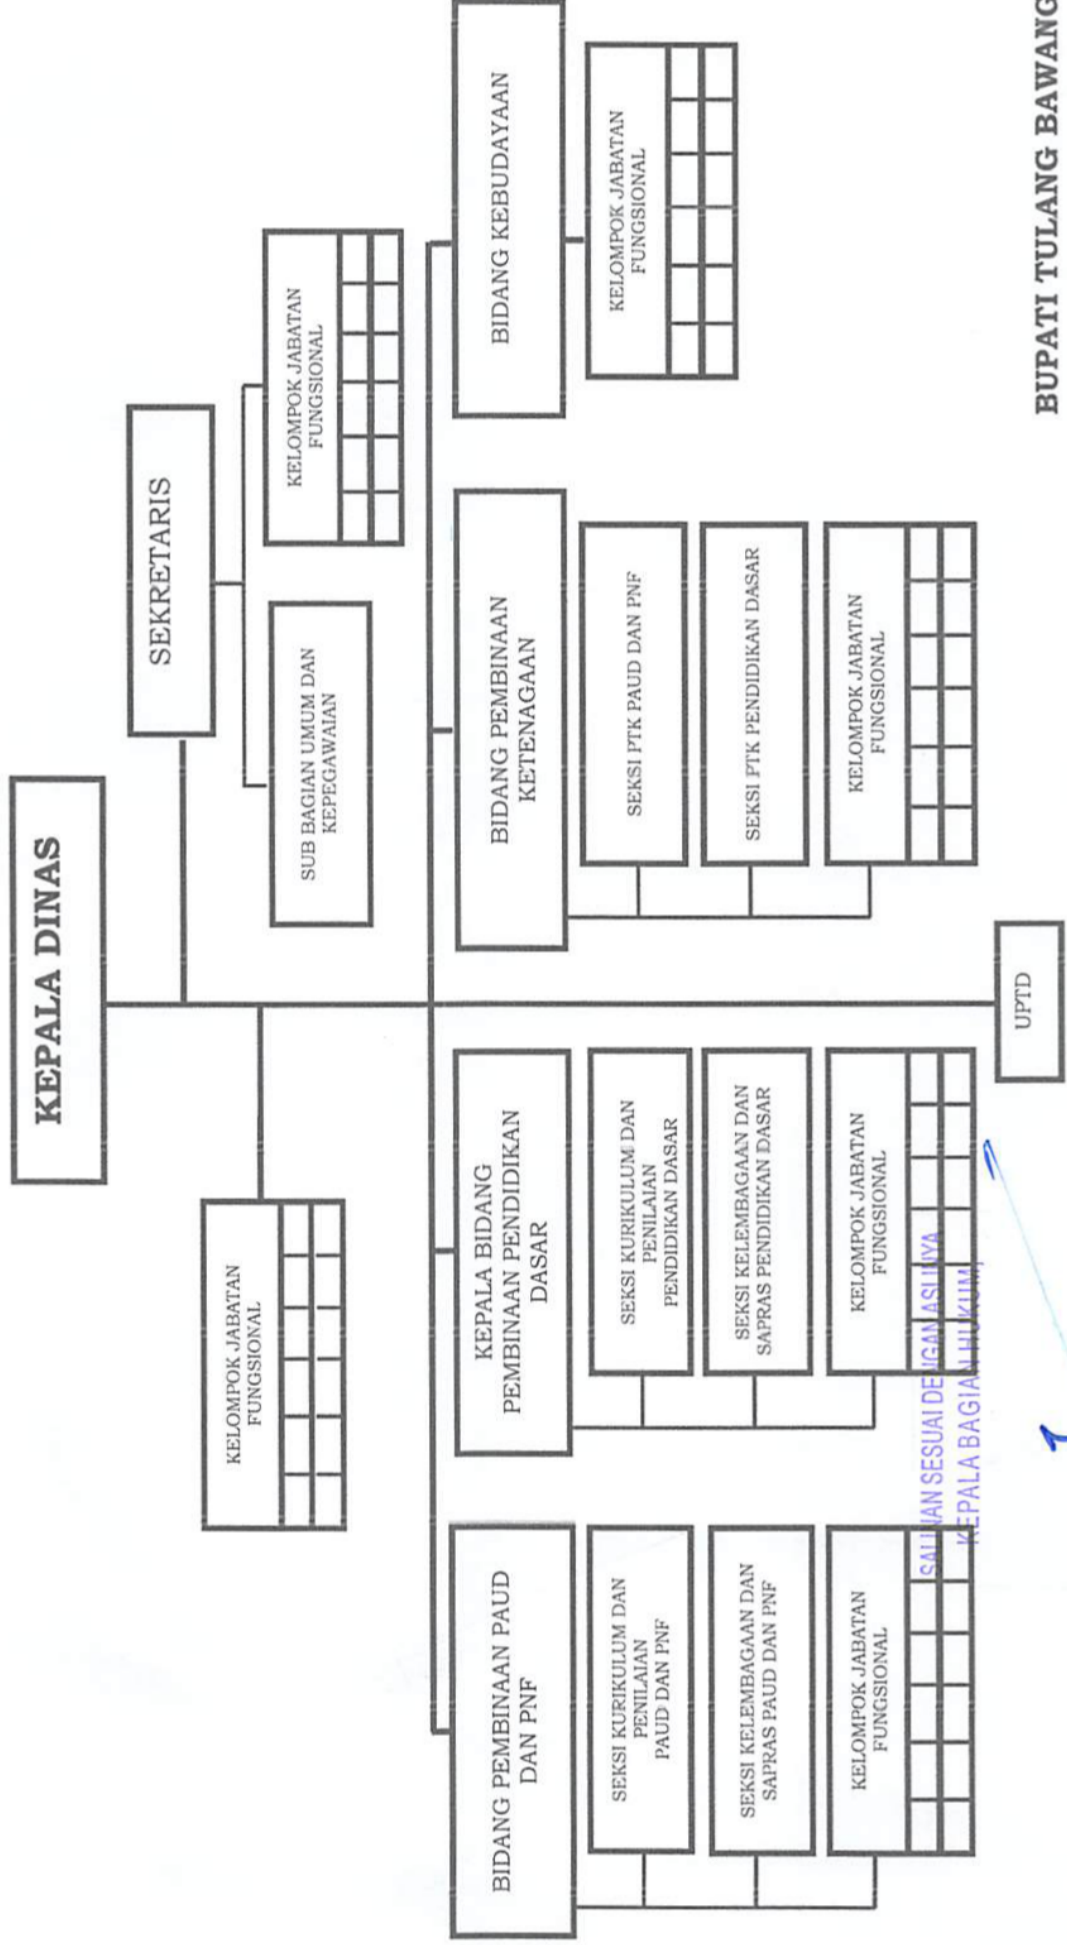 KEPALA DINAS
SEKRETARIS
KELOMPOK JABATAN
FUNGSIONAL
SUB BAGIAN UMUM DAN
KEPEGAWAIAN
KELOMPOK JABATAN
FUNGSIONAL
BIDANG PEMBINAAN PAUD
DAN PNF
SEKSI KURIKULUM DAN
PENILAIAN
PAUD DAN PNF
SEKSI KELEMBAGAAN DAN
SAPRAS PAUD DAN PNF
KELOMPOK JABATAN
FUNGSIONAL
KEPALA BIDANG
PEMBINAAN PENDIDIKAN
DASAR
SEKSI KURIKULUM DAN
PENILAIAN
PENDIDIKAN DASAR
SEKSI KELEMBAGAAN DAN
SAPRAS PENDIDIKAN DASAR
KELOMPOK JABATAN
FUNGSIONAL
BIDANG PEMBINAAN
KETENAGAAN
SEKSI PTK PAUD DAN PNF
SEKSI PTK PENDIDIKAN DASAR
KELOMPOK JABATAN
FUNGSIONAL
BIDANG KEBUDAYAAN
KELOMPOK JABATAN
FUNGSIONAL
UPTD
SALINAN SESUAI DENGAN ASLINYA
KEPALA BAGIAN HUKUM,
BUPATI TULANG BAWANG